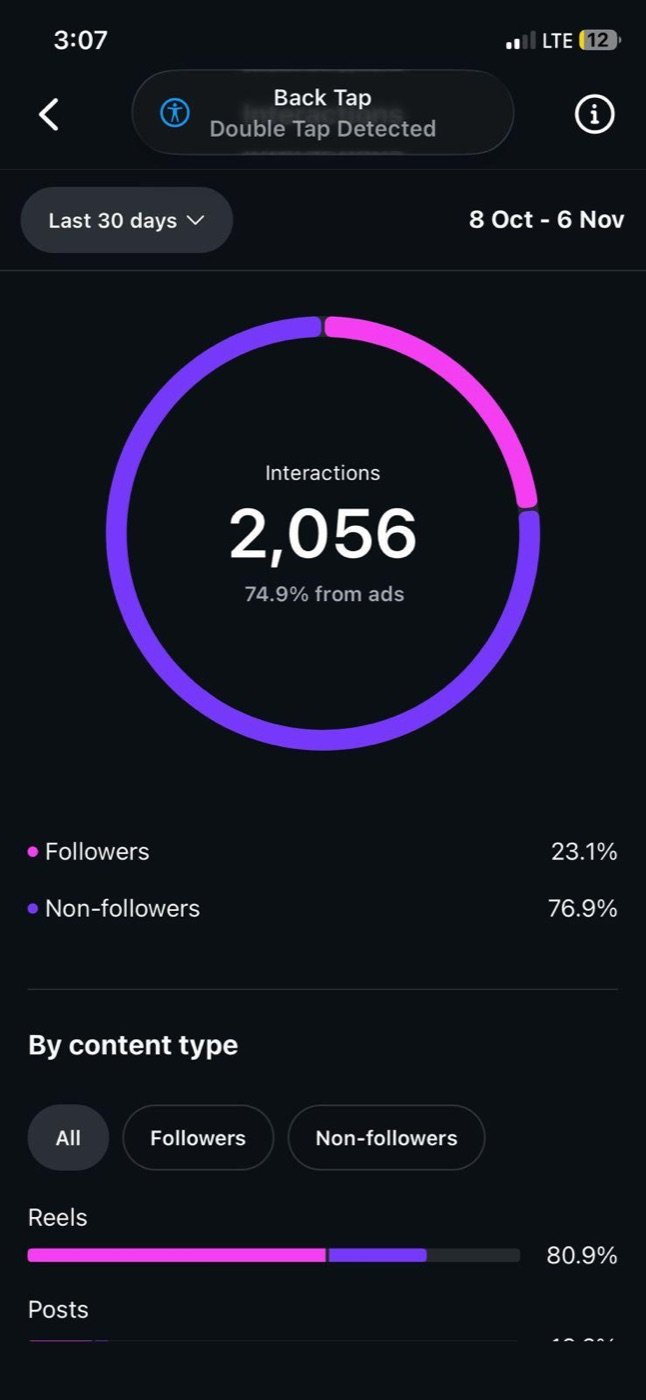 3:07
LTE 12
Back Tap
Double Tap Detected
Last 30 days
8 Oct - 6 Nov
Interactions
2,056
74.9% from ads
Followers 23.1%
Non-followers 76.9%
By content type
All Followers Non-followers
Reels
80.9%
Posts